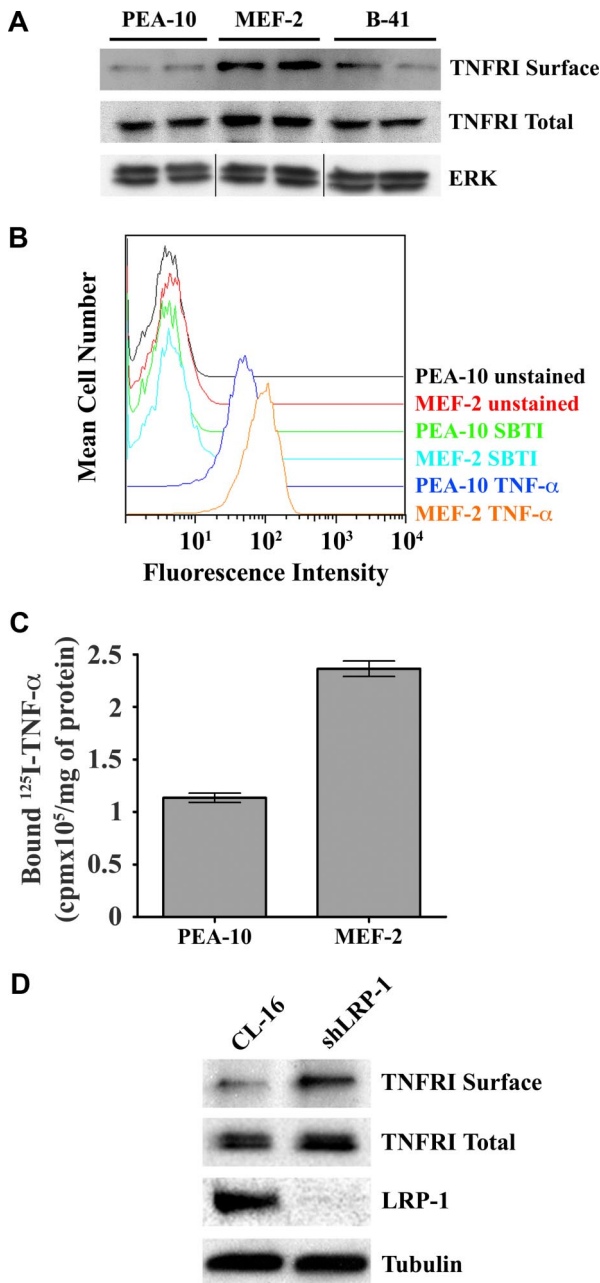 A
PEA-10 MEF-2 B-41
TNFRI Surface
TNFRI Total
ERK
B
Mean Cell Number
PEA-10 unstained
MEF-2 unstained
PEA-10 SBTI
MEF-2 SBTI
PEA-10 TNF-α
MEF-2 TNF-α
10¹ 10² 10³ 10⁴
Fluorescence Intensity
C
Bound ¹²⁵I-TNF-α
(cpmx10⁵/mg of protein)
2.5
2
1.5
1
0.5
0
PEA-10 MEF-2
D
CL-16 shLRP-1
TNFRI Surface
TNFRI Total
LRP-1
Tubulin